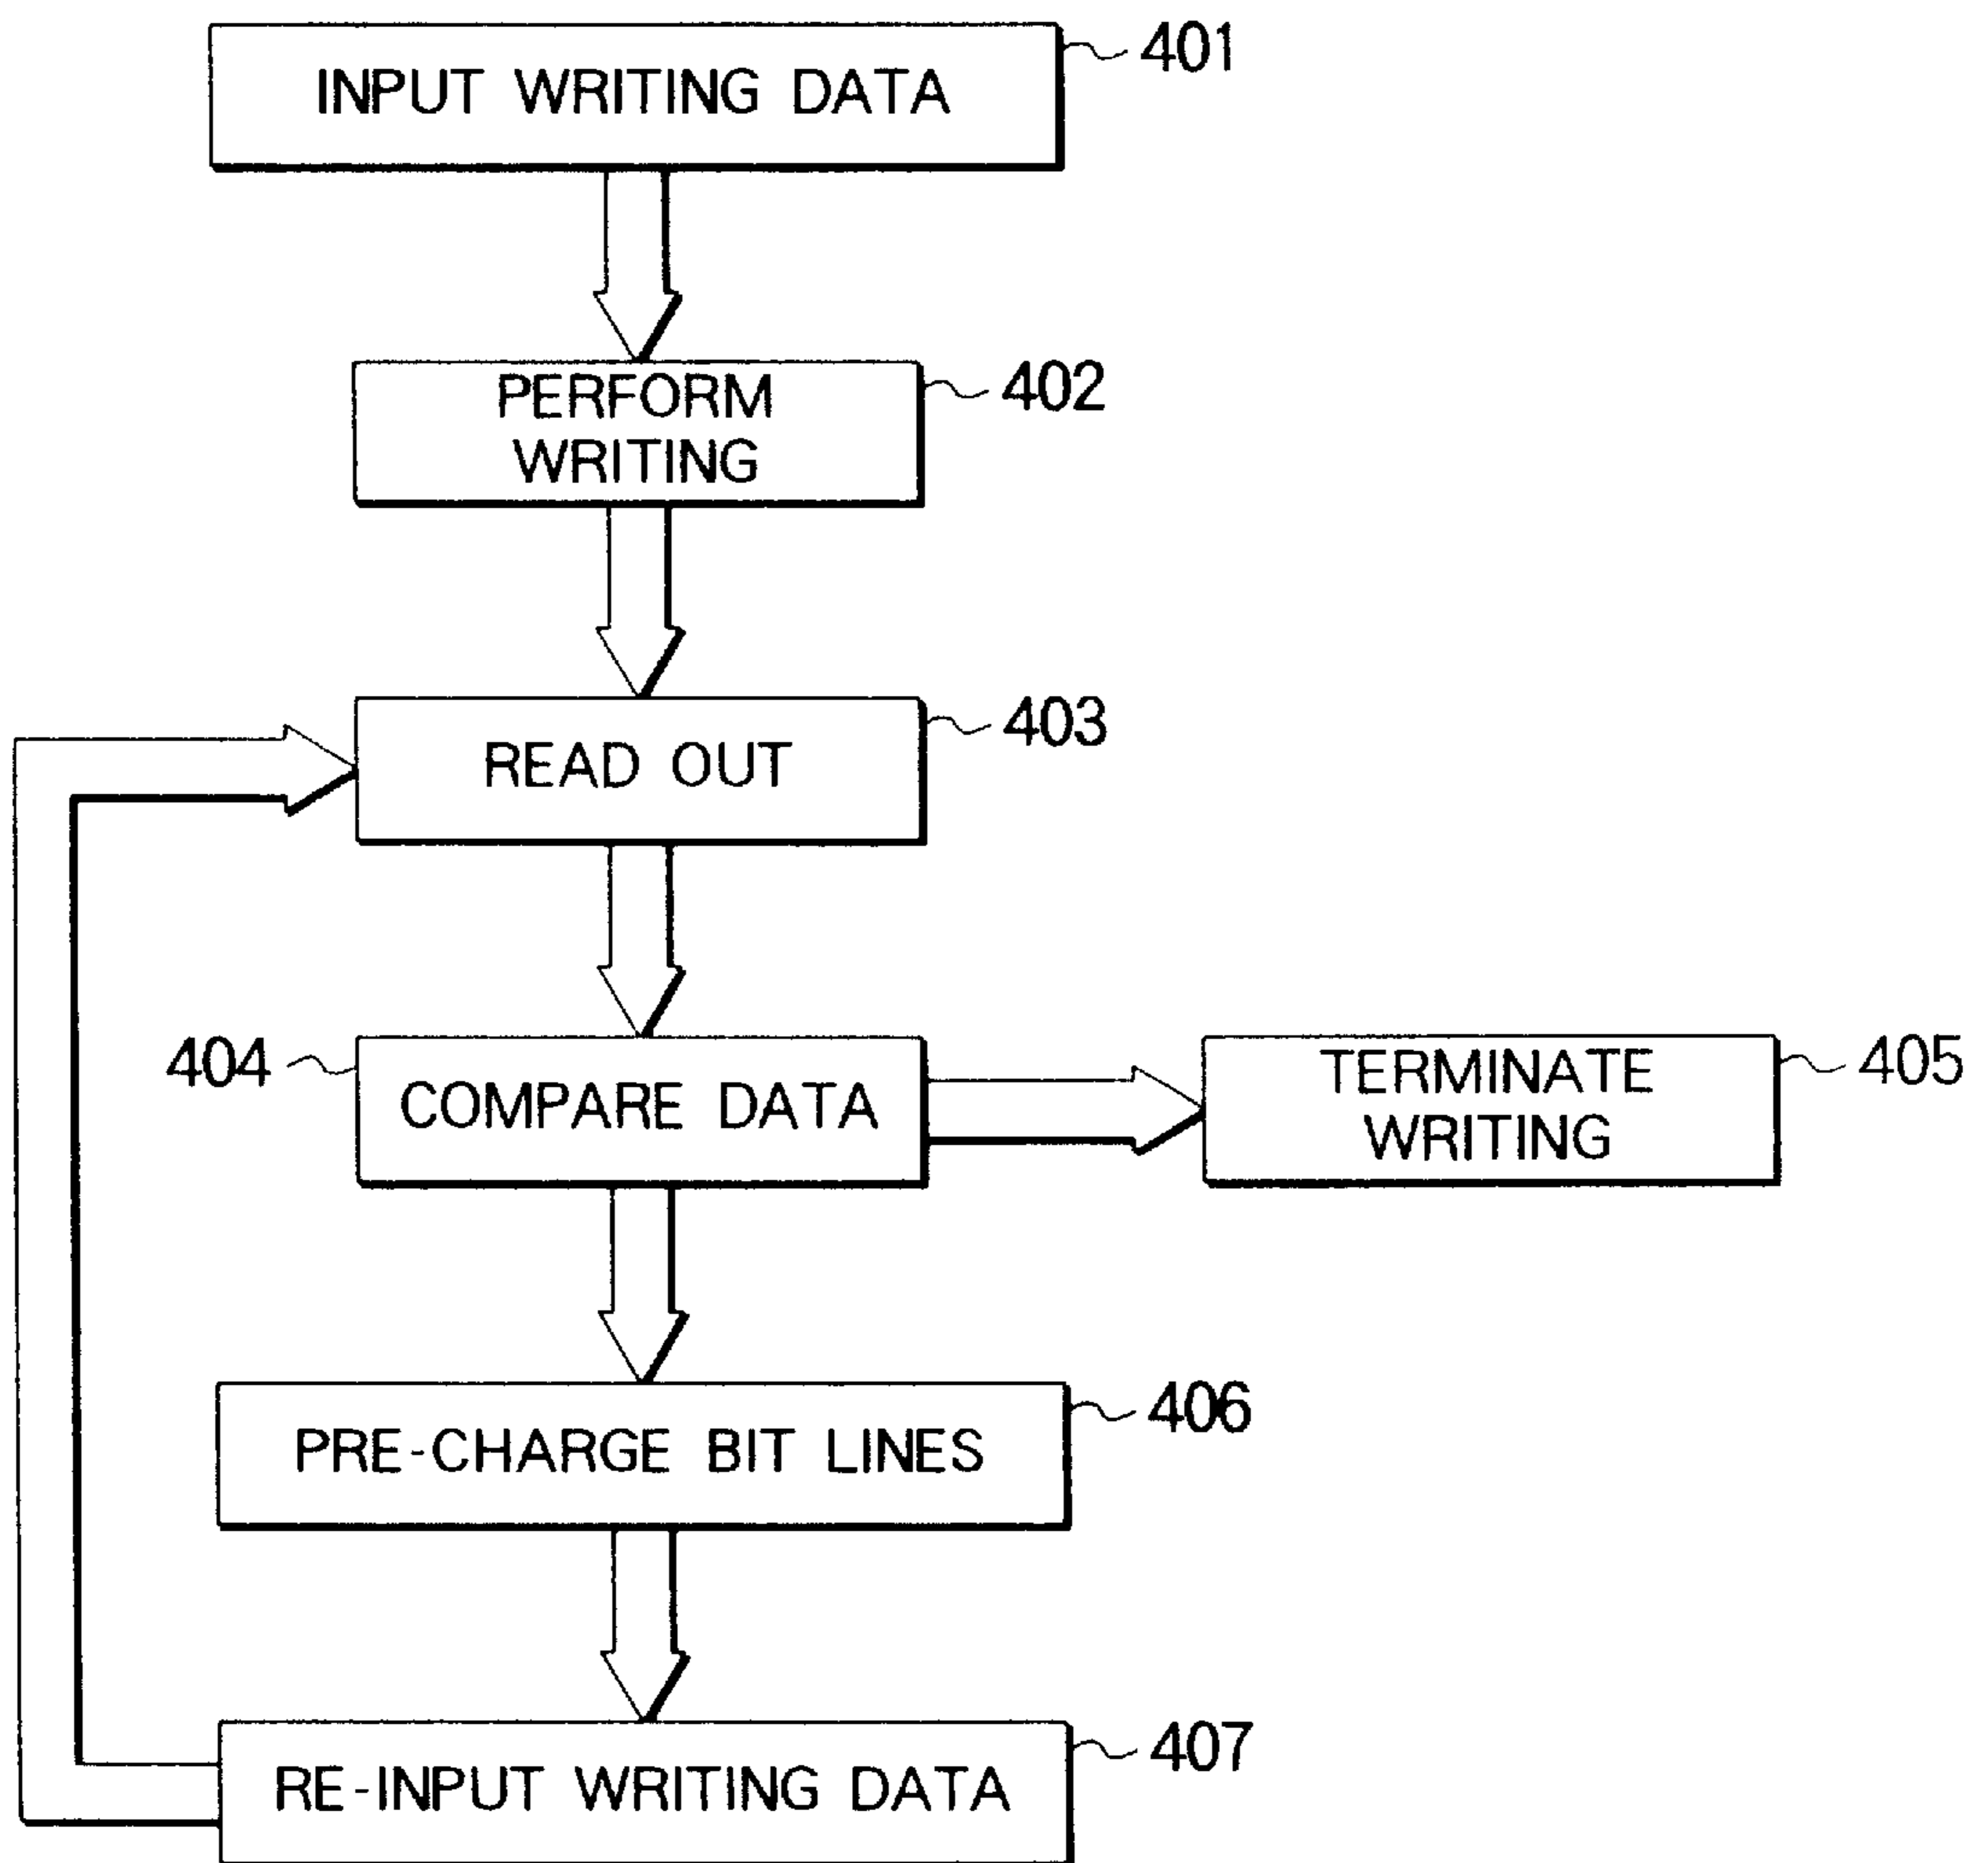 INPUT WRITING DATA
401
PERFORM
WRITING
402
READ OUT
403
404
COMPARE DATA
TERMINATE
WRITING
405
PRE-CHARGE BIT LINES
406
RE-INPUT WRITING DATA
407